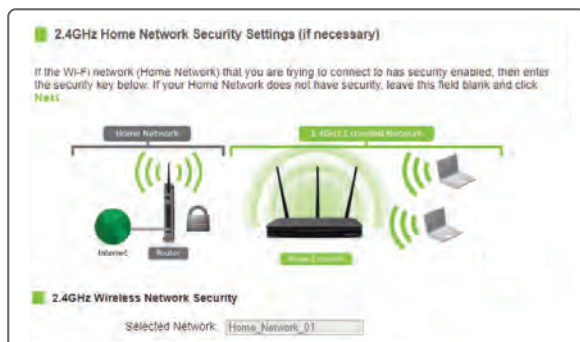 2.4GHz Home Network Security Settings (if necessary)
If the Wi-Fi network (Home Network) that you are trying to connect to has security enabled, then enter
the security key below. If your Home Network does not have security, leave this field blank and click
Next
Home Network
2.4GHz Extended Network
Internet
Router
Range Extender
2.4GHz Wireless Network Security
Selected Network: Home_Network_01